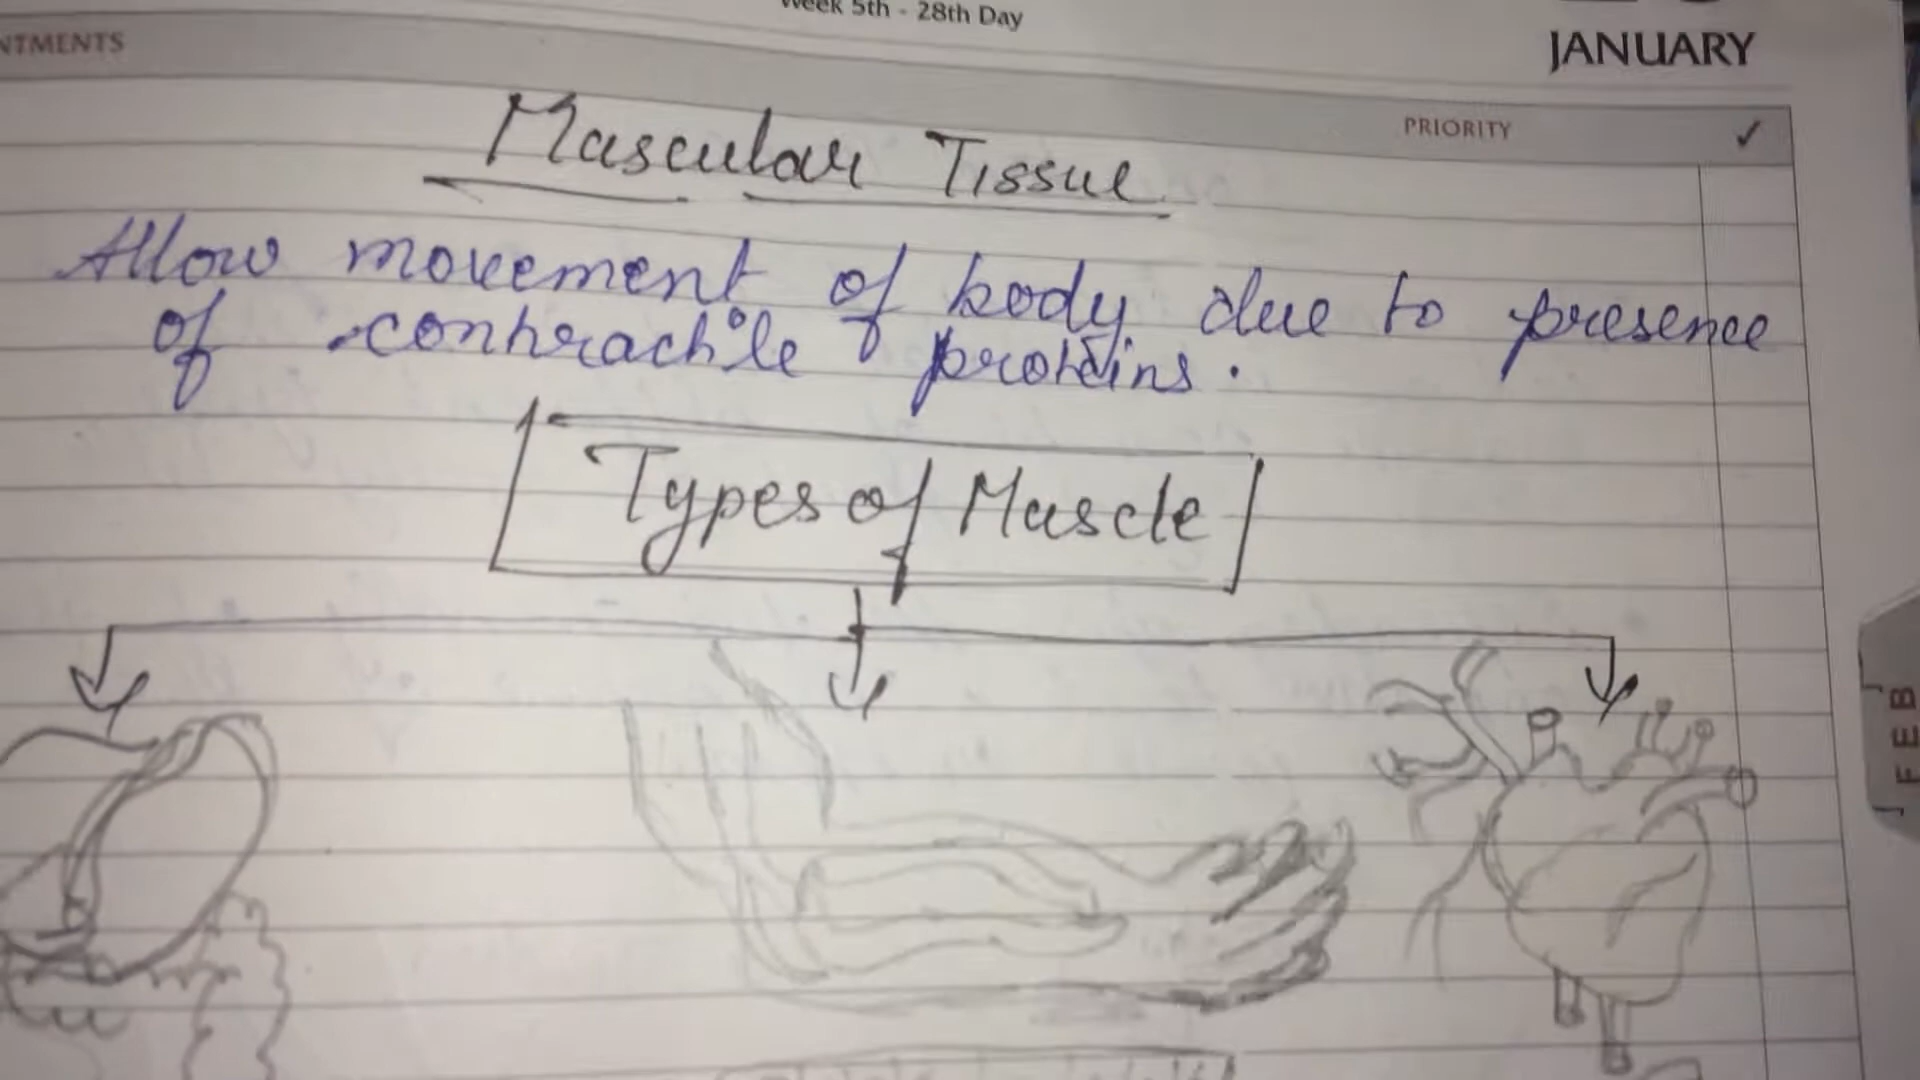 Week 5th - 28th Day
JANUARY
NTMENTS
PRIORITY ✓
Muscular Tissue
Allow movement of body due to presence
of contractile proteins.
Types of Muscle
FEB